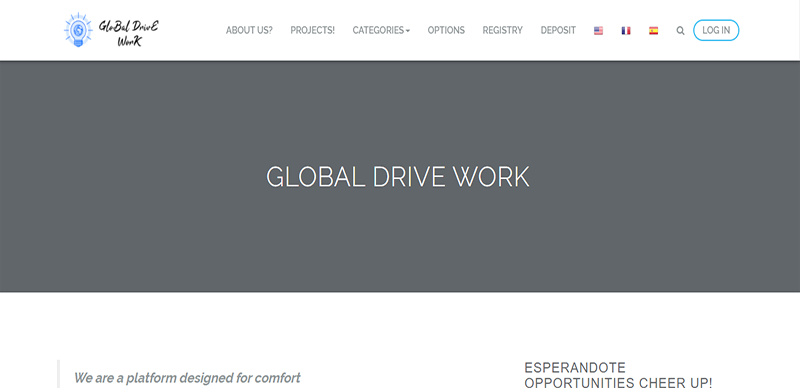 GloBal DrivE
WorK
ABOUT US? PROJECTS! CATEGORIES OPTIONS REGISTRY DEPOSIT LOG IN
GLOBAL DRIVE WORK
We are a platform designed for comfort
ESPERANDOTE
OPPORTUNITIES CHEER UP!